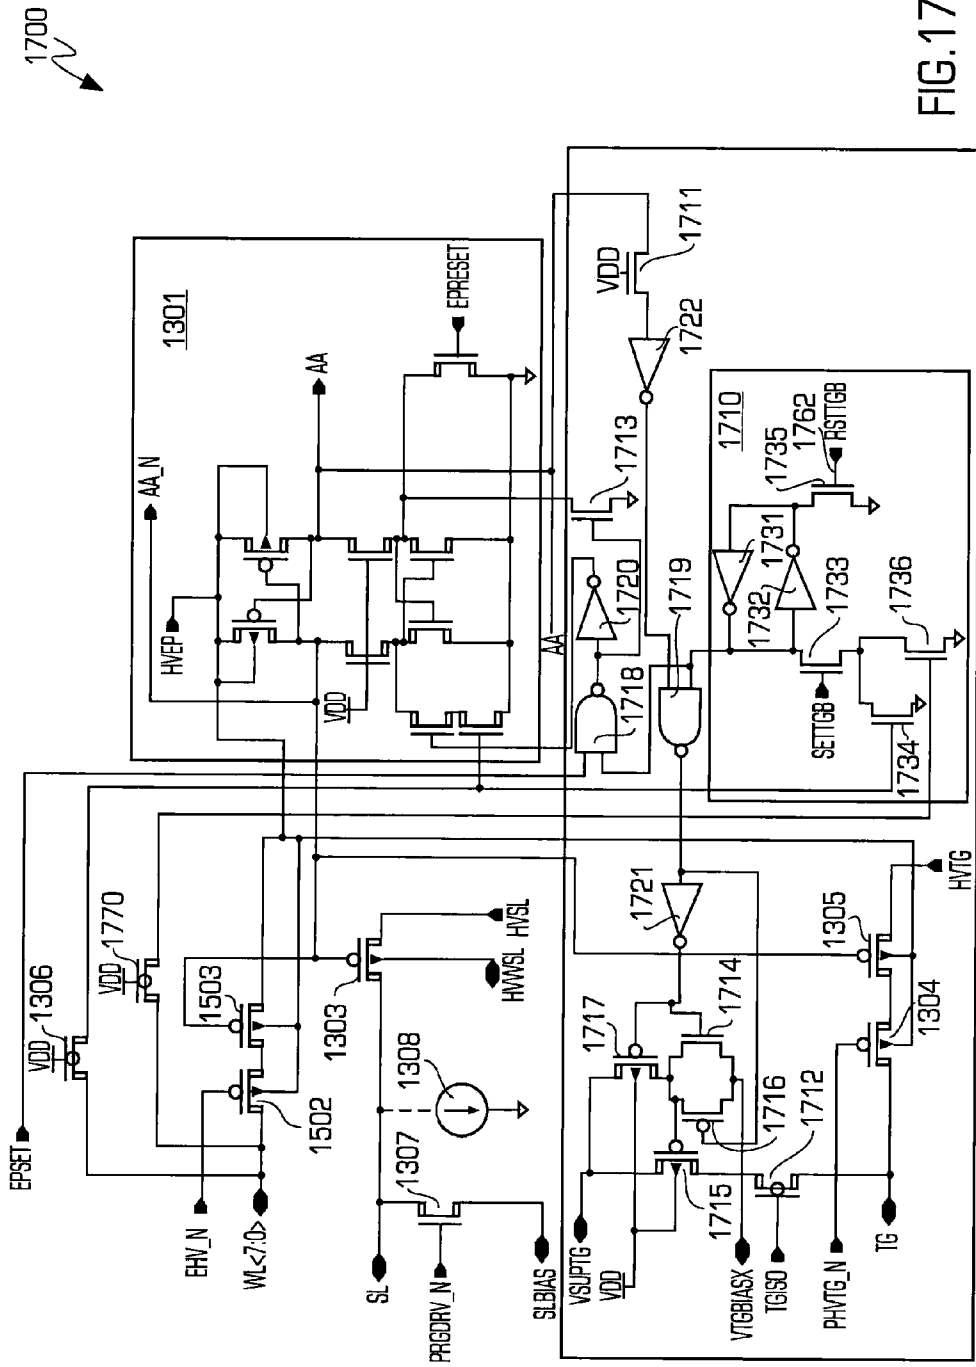 1700
FIG.17
1301
HVEP
AA_N
AA
EPRESET
VDD
EPSET
VDD
1306
VDD
1770
1503
1502
EHV_N
WL<7:0>
1303
HVSL
HVWSL
1308
1307
SL
PRGDRV_N
SLBIAS
AA
VDD
1711
1722
1713
1720
1718
1719
1710
1762
1735
RSTTGB
1731
1732
1733
SETTGB
1734
1736
1721
1717
1714
1716
1715
1712
VSUPTG
VDD
VTGBIASX
TGISO
PHVTG_N
TG
1305
1304
HVTG